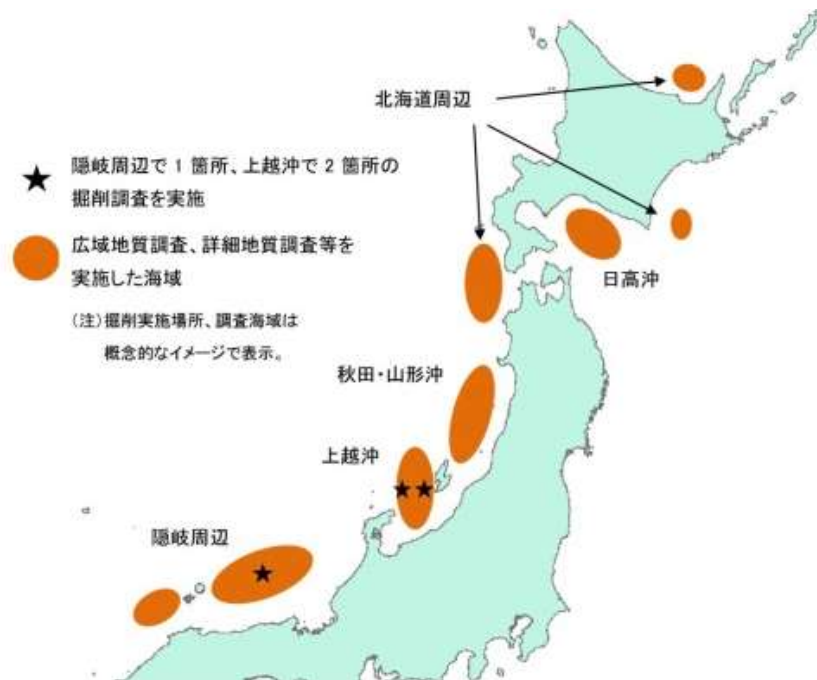 北海道周辺
★ 隠岐周辺で 1 箇所、上越沖で 2 箇所の
掘削調査を実施
広域地質調査、詳細地質調査等を
実施した海域
(注)掘削実施場所、調査海域は
概念的なイメージで表示。
日高沖
秋田・山形沖
上越沖
隠岐周辺